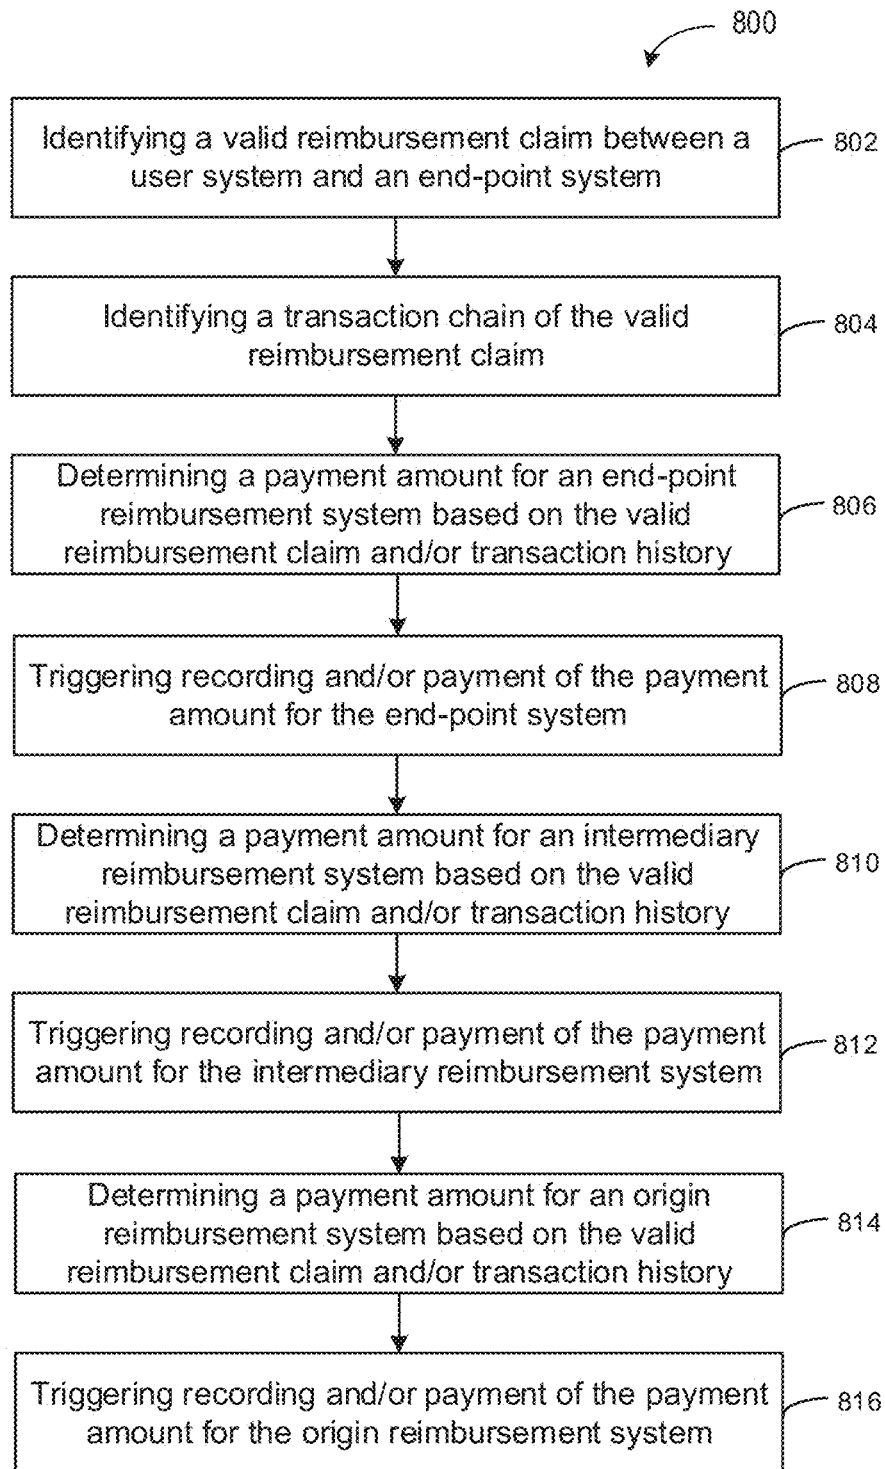 800
Identifying a valid reimbursement claim between a
user system and an end-point system
802
Identifying a transaction chain of the valid
reimbursement claim
804
Determining a payment amount for an end-point
reimbursement system based on the valid
reimbursement claim and/or transaction history
806
Triggering recording and/or payment of the payment
amount for the end-point system
808
Determining a payment amount for an intermediary
reimbursement system based on the valid
reimbursement claim and/or transaction history
810
Triggering recording and/or payment of the payment
amount for the intermediary reimbursement system
812
Determining a payment amount for an origin
reimbursement system based on the valid
reimbursement claim and/or transaction history
814
Triggering recording and/or payment of the payment
amount for the origin reimbursement system
816